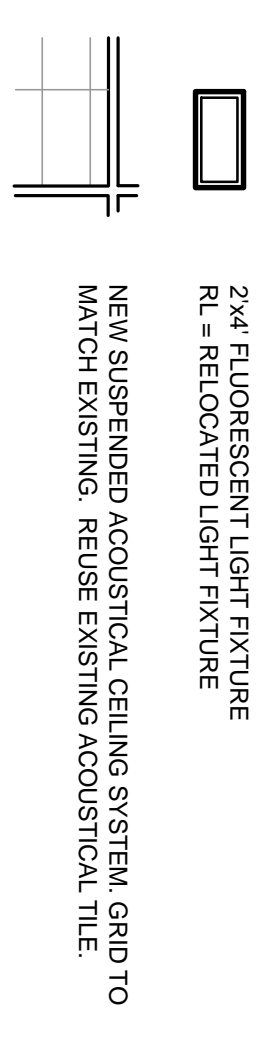 2'x4' FLUORESCENT LIGHT FIXTURE
RL = RELOCATED LIGHT FIXTURE
NEW SUSPENDED ACOUSTICAL CEILING SYSTEM. GRID TO
MATCH EXISTING. REUSE EXISTING ACOUSTICAL TILE.